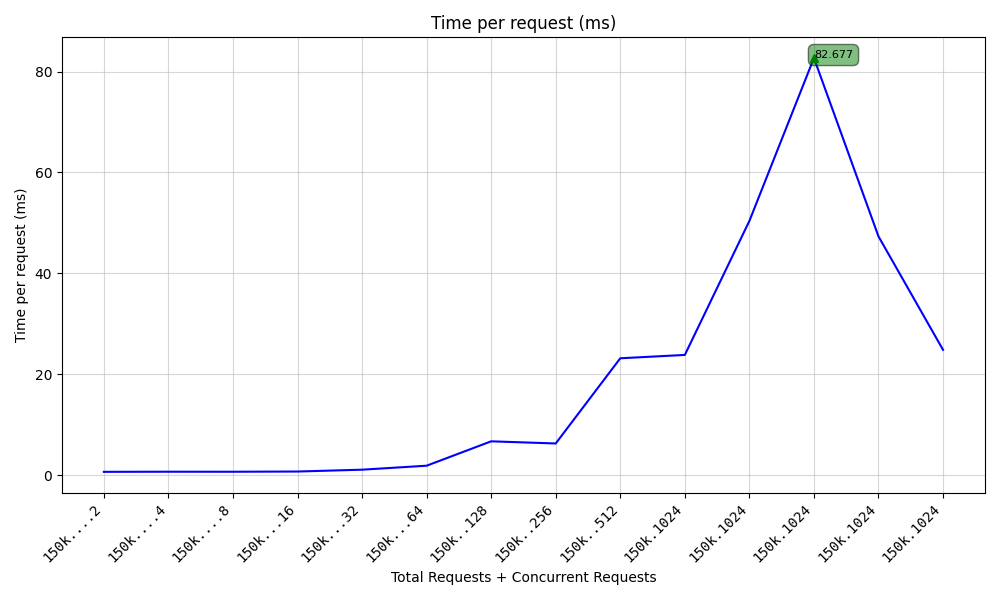 Time per request (ms)
82.677
Time per request (ms)
80
60
40
20
0
150k....2
150k....4
150k....8
150k...16
150k...32
150k...64
150k..128
150k..256
150k..512
150k.1024
150k.1024
150k.1024
150k.1024
150k.1024
Total Requests + Concurrent Requests